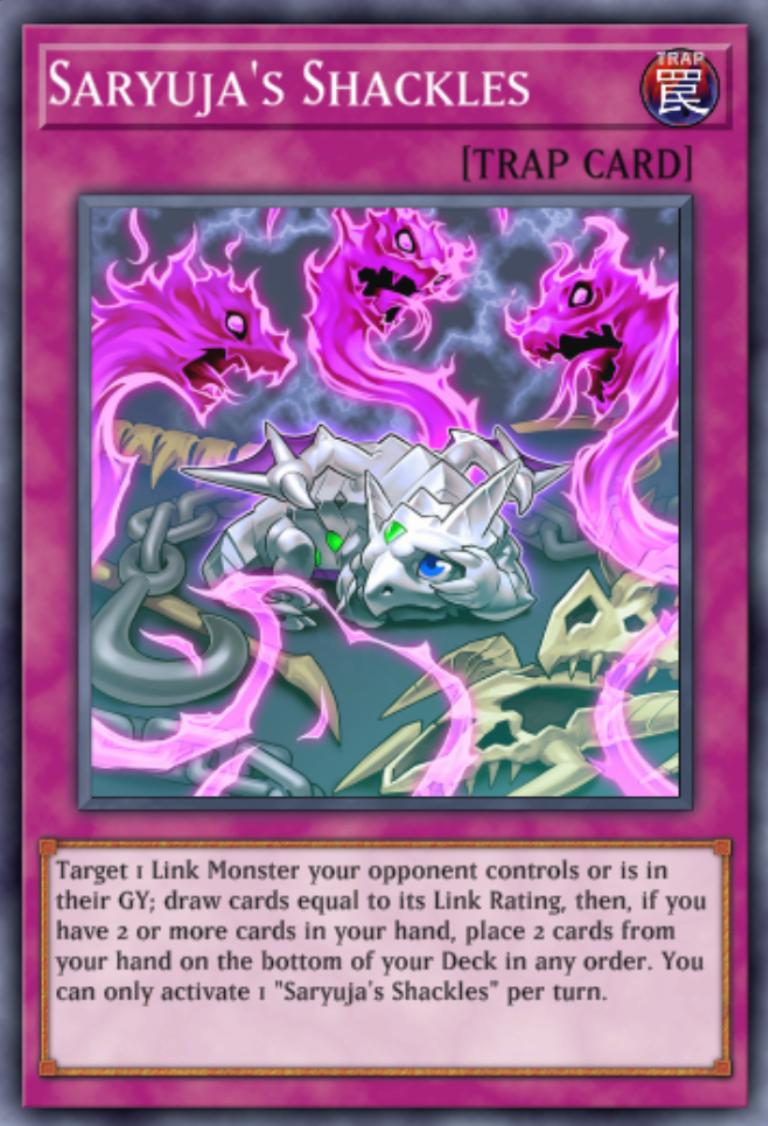 Saryuja's Shackles
TRAP
罠
[TRAP CARD]
Target 1 Link Monster your opponent controls or is in
their GY; draw cards equal to its Link Rating, then, if you
have 2 or more cards in your hand, place 2 cards from
your hand on the bottom of your Deck in any order. You
can only activate 1 "Saryuja's Shackles" per turn.